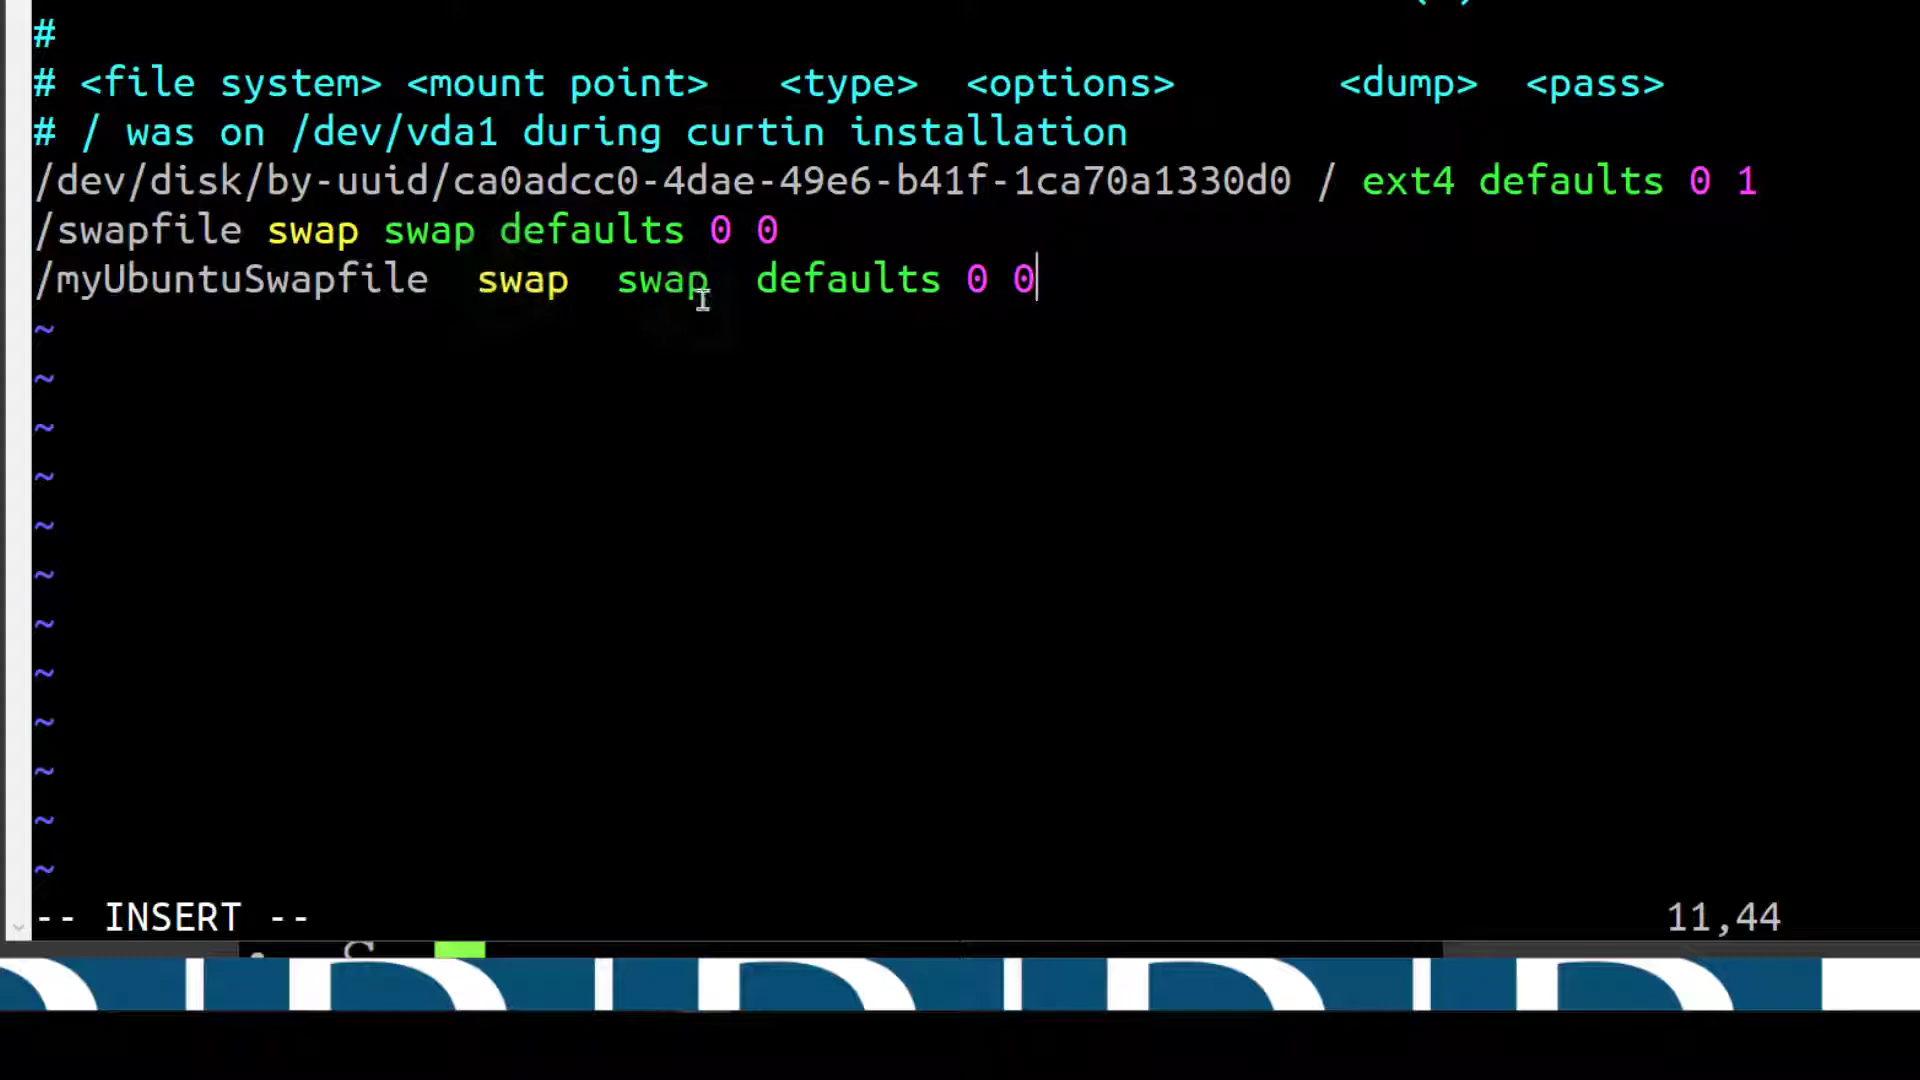 #
# <file system> <mount point>   <type>  <options>       <dump>  <pass>
# / was on /dev/vda1 during curtin installation
/dev/disk/by-uuid/ca0adcc0-4dae-49e6-b41f-1ca70a1330d0 / ext4 defaults 0 1
/swapfile swap swap defaults 0 0
/myUbuntuSwapfile  swap  swap  defaults 0 0
~
~
~
~
~
~
~
~
~
~
~
~
-- INSERT --                                                          11,44